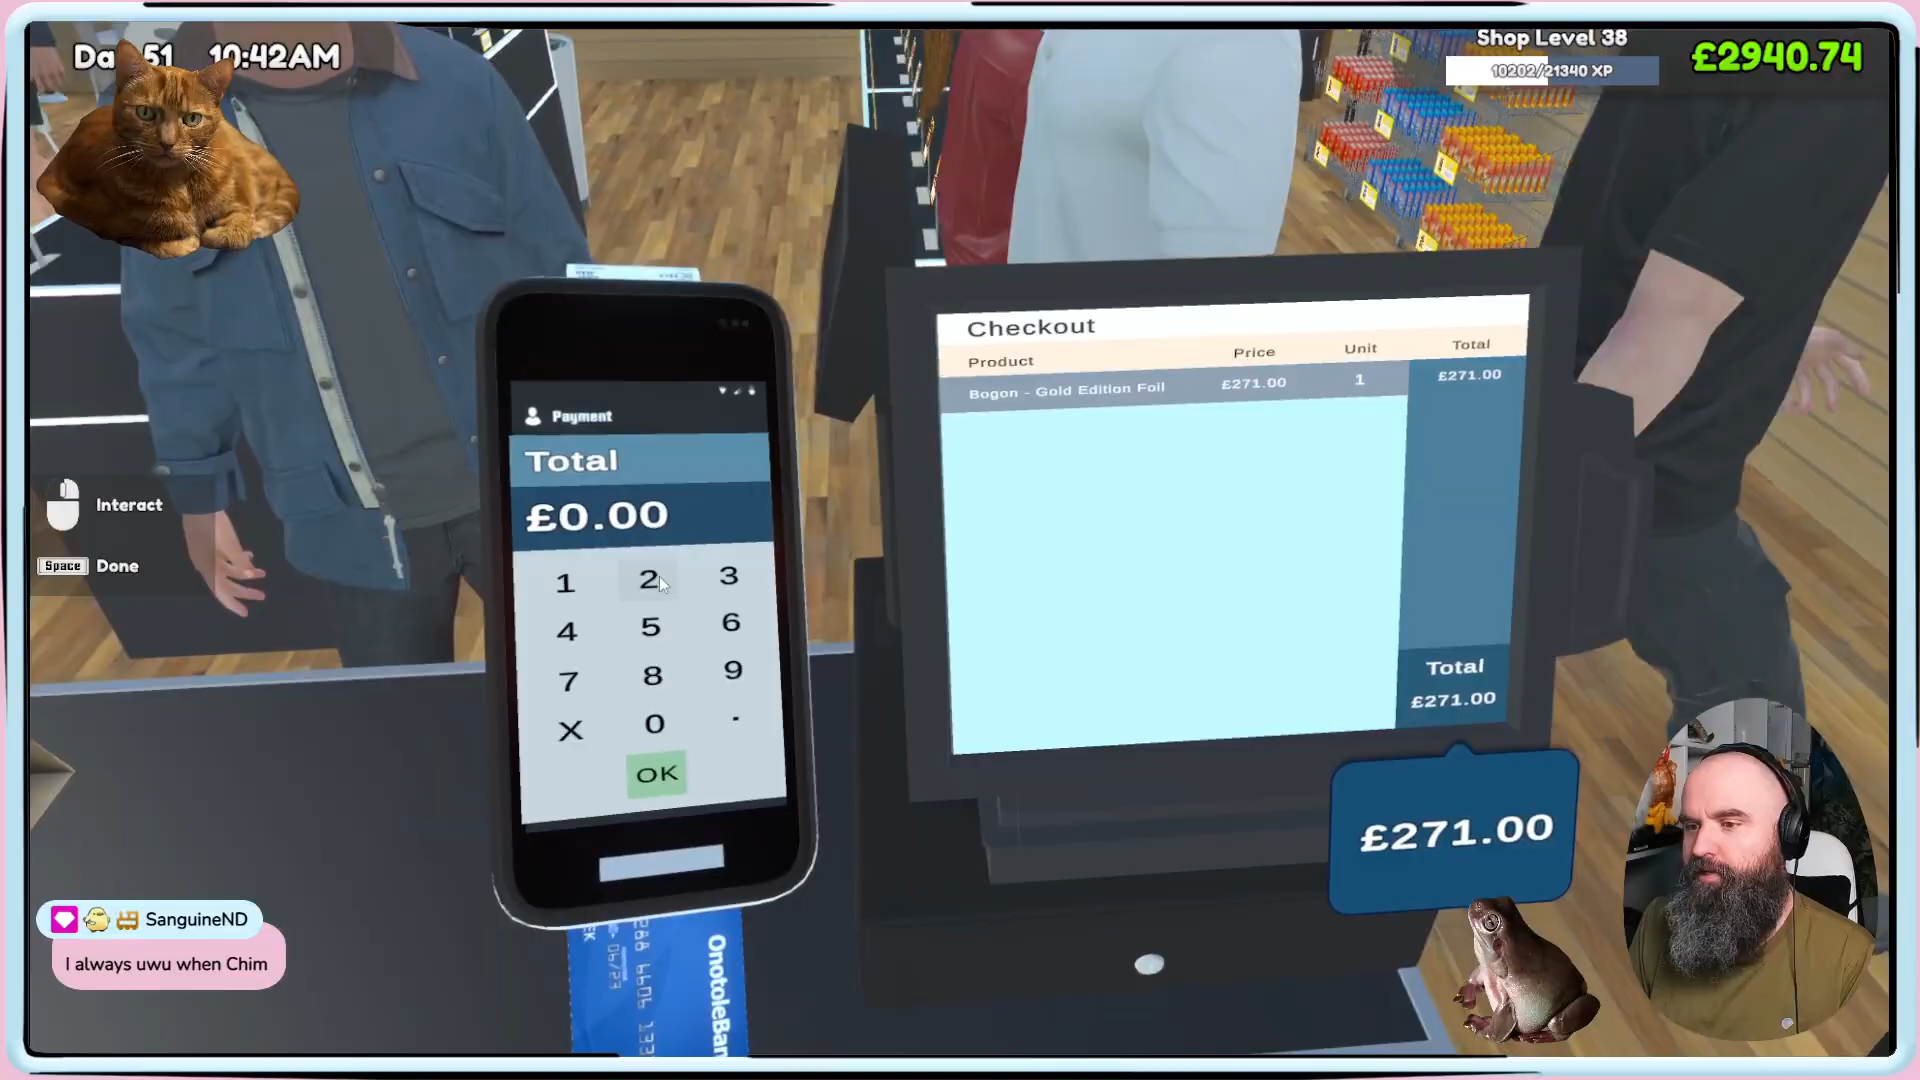 Da 51 10:42AM
Shop Level 38
10202/21340 XP
£2940.74
Checkout
Product Price Unit Total
Bogon - Gold Edition Foil £271.00 1 £271.00
Total
£271.00
£271.00
Payment
Total
£0.00
1 2 3
4 5 6
7 8 9
X 0 .
OK
Interact
Space Done
SanguineND
I always uwu when Chim
OnotoleBan